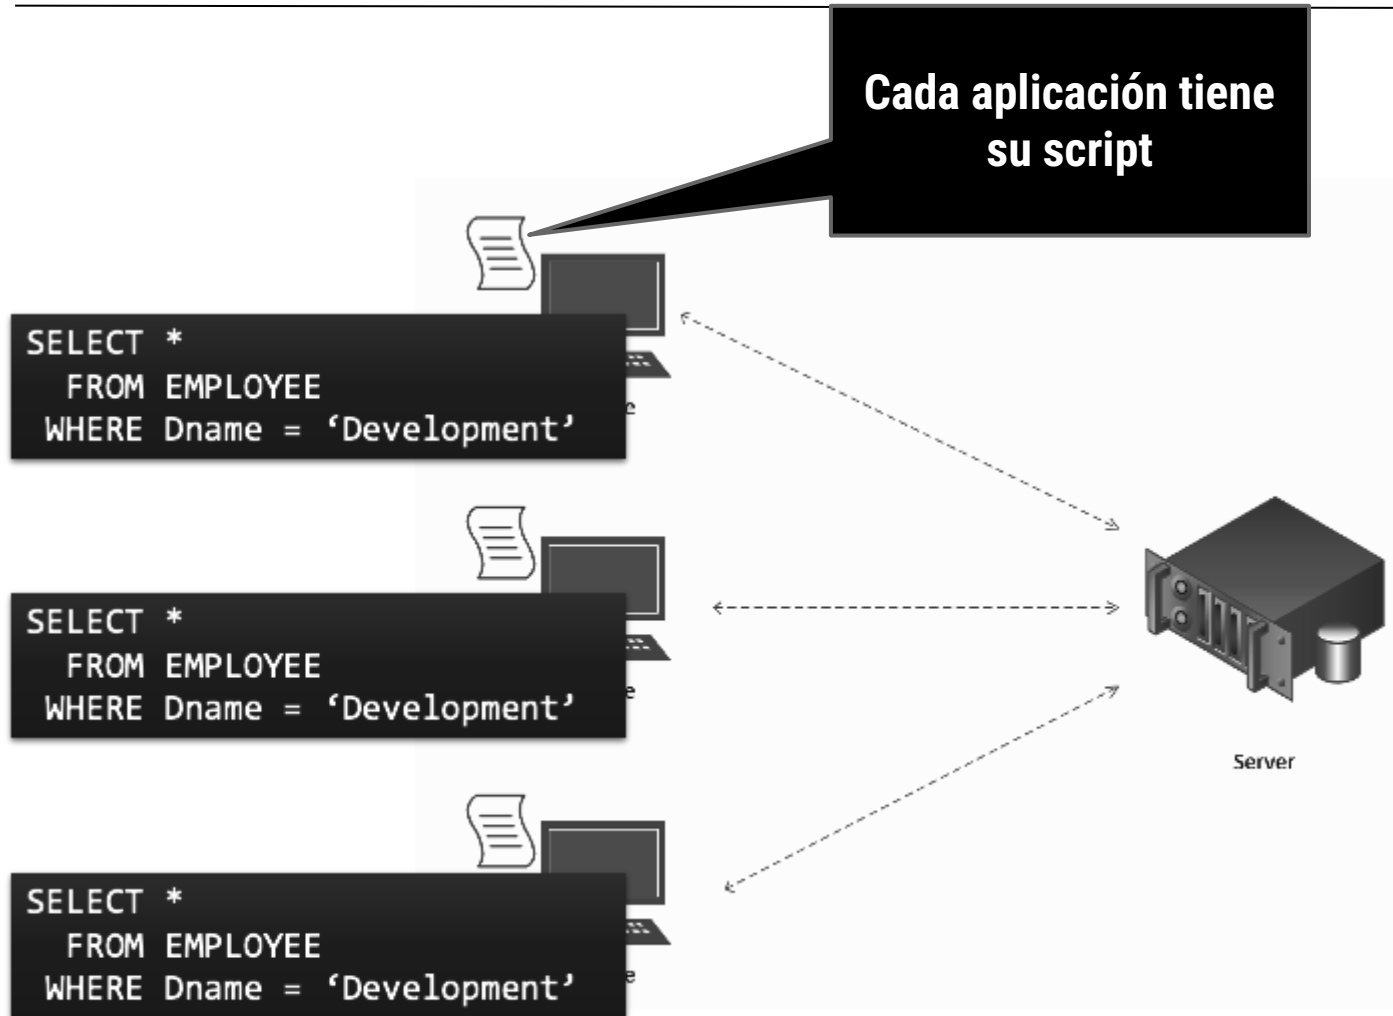 Cada aplicación tiene
su script
SELECT *
FROM EMPLOYEE
WHERE Dname = ‘Development’
e
SELECT *
FROM EMPLOYEE
WHERE Dname = ‘Development’
e
Server
SELECT *
FROM EMPLOYEE
WHERE Dname = ‘Development’
e